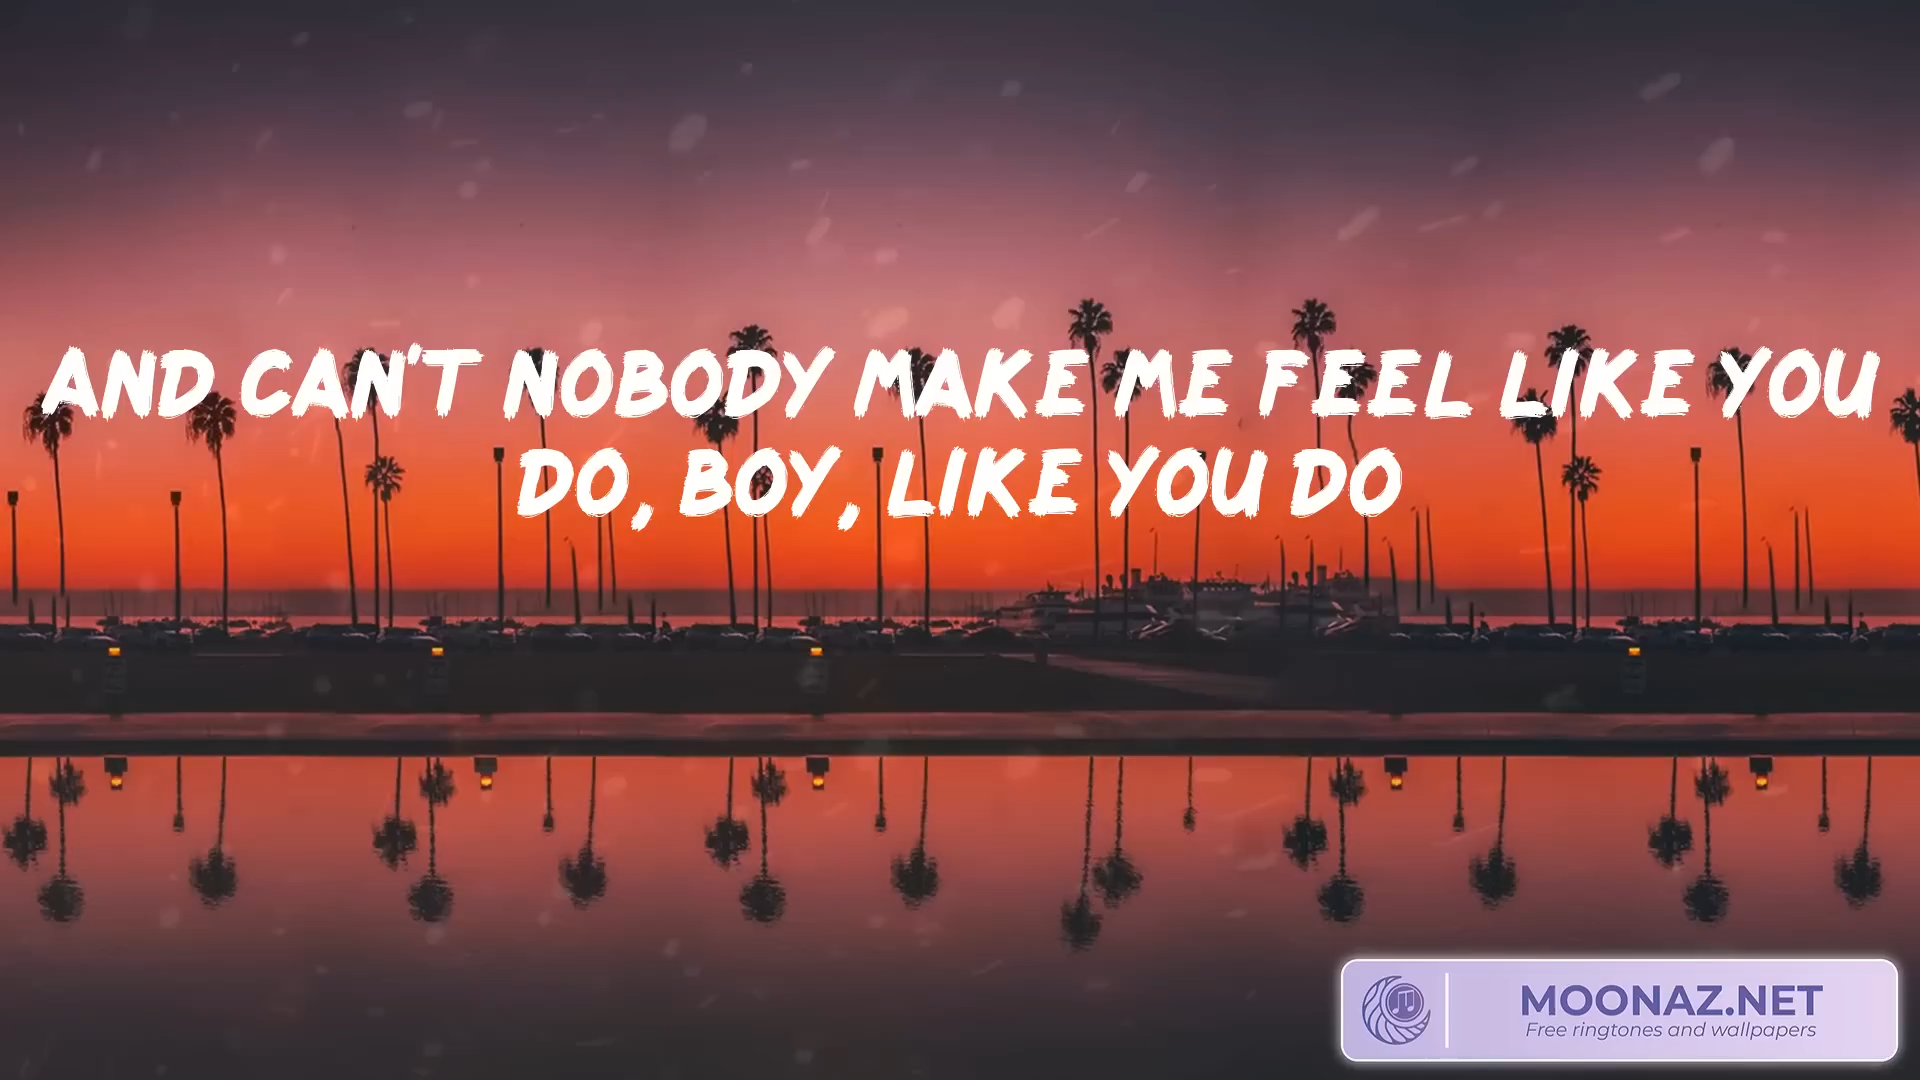 AND CAN'T NOBODY MAKE ME FEEL LIKE YOU
DO, BOY, LIKE YOU DO
MOONAZ.NET
Free ringtones and wallpapers